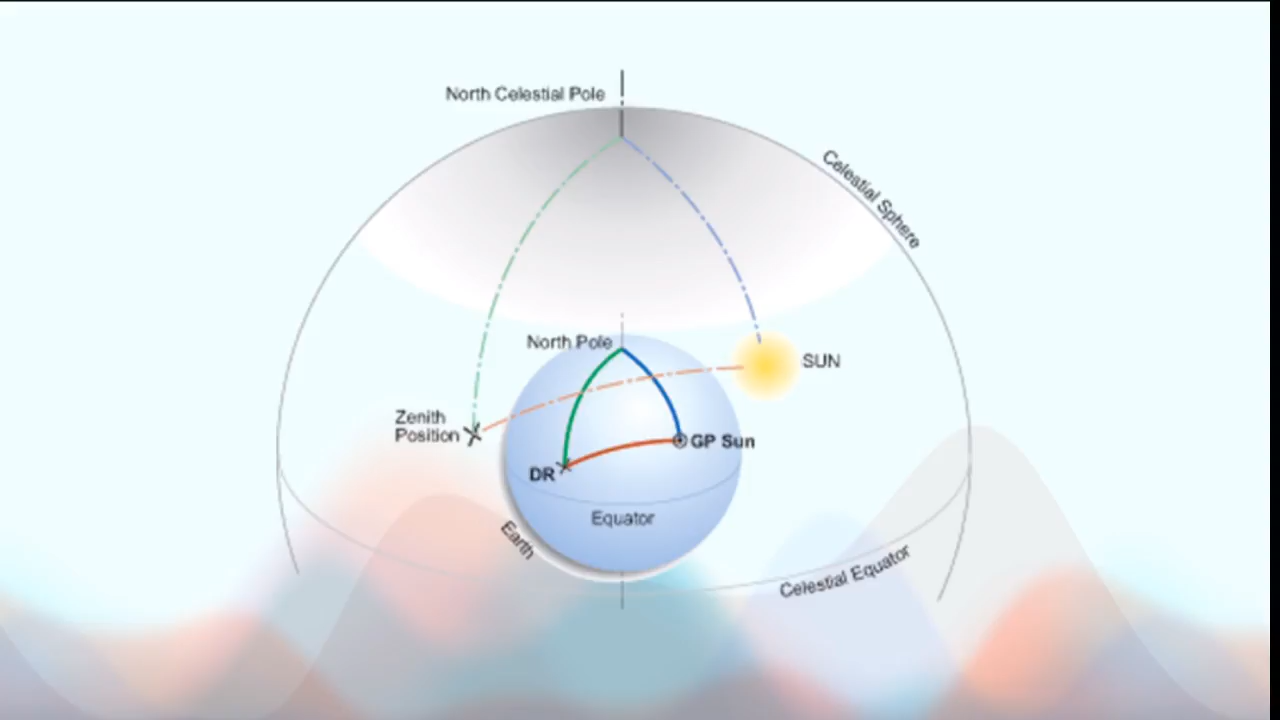 North Celestial Pole
Celestial Sphere
North Pole
SUN
Zenith
Position
GP Sun
DR
Equator
Earth
Celestial Equator